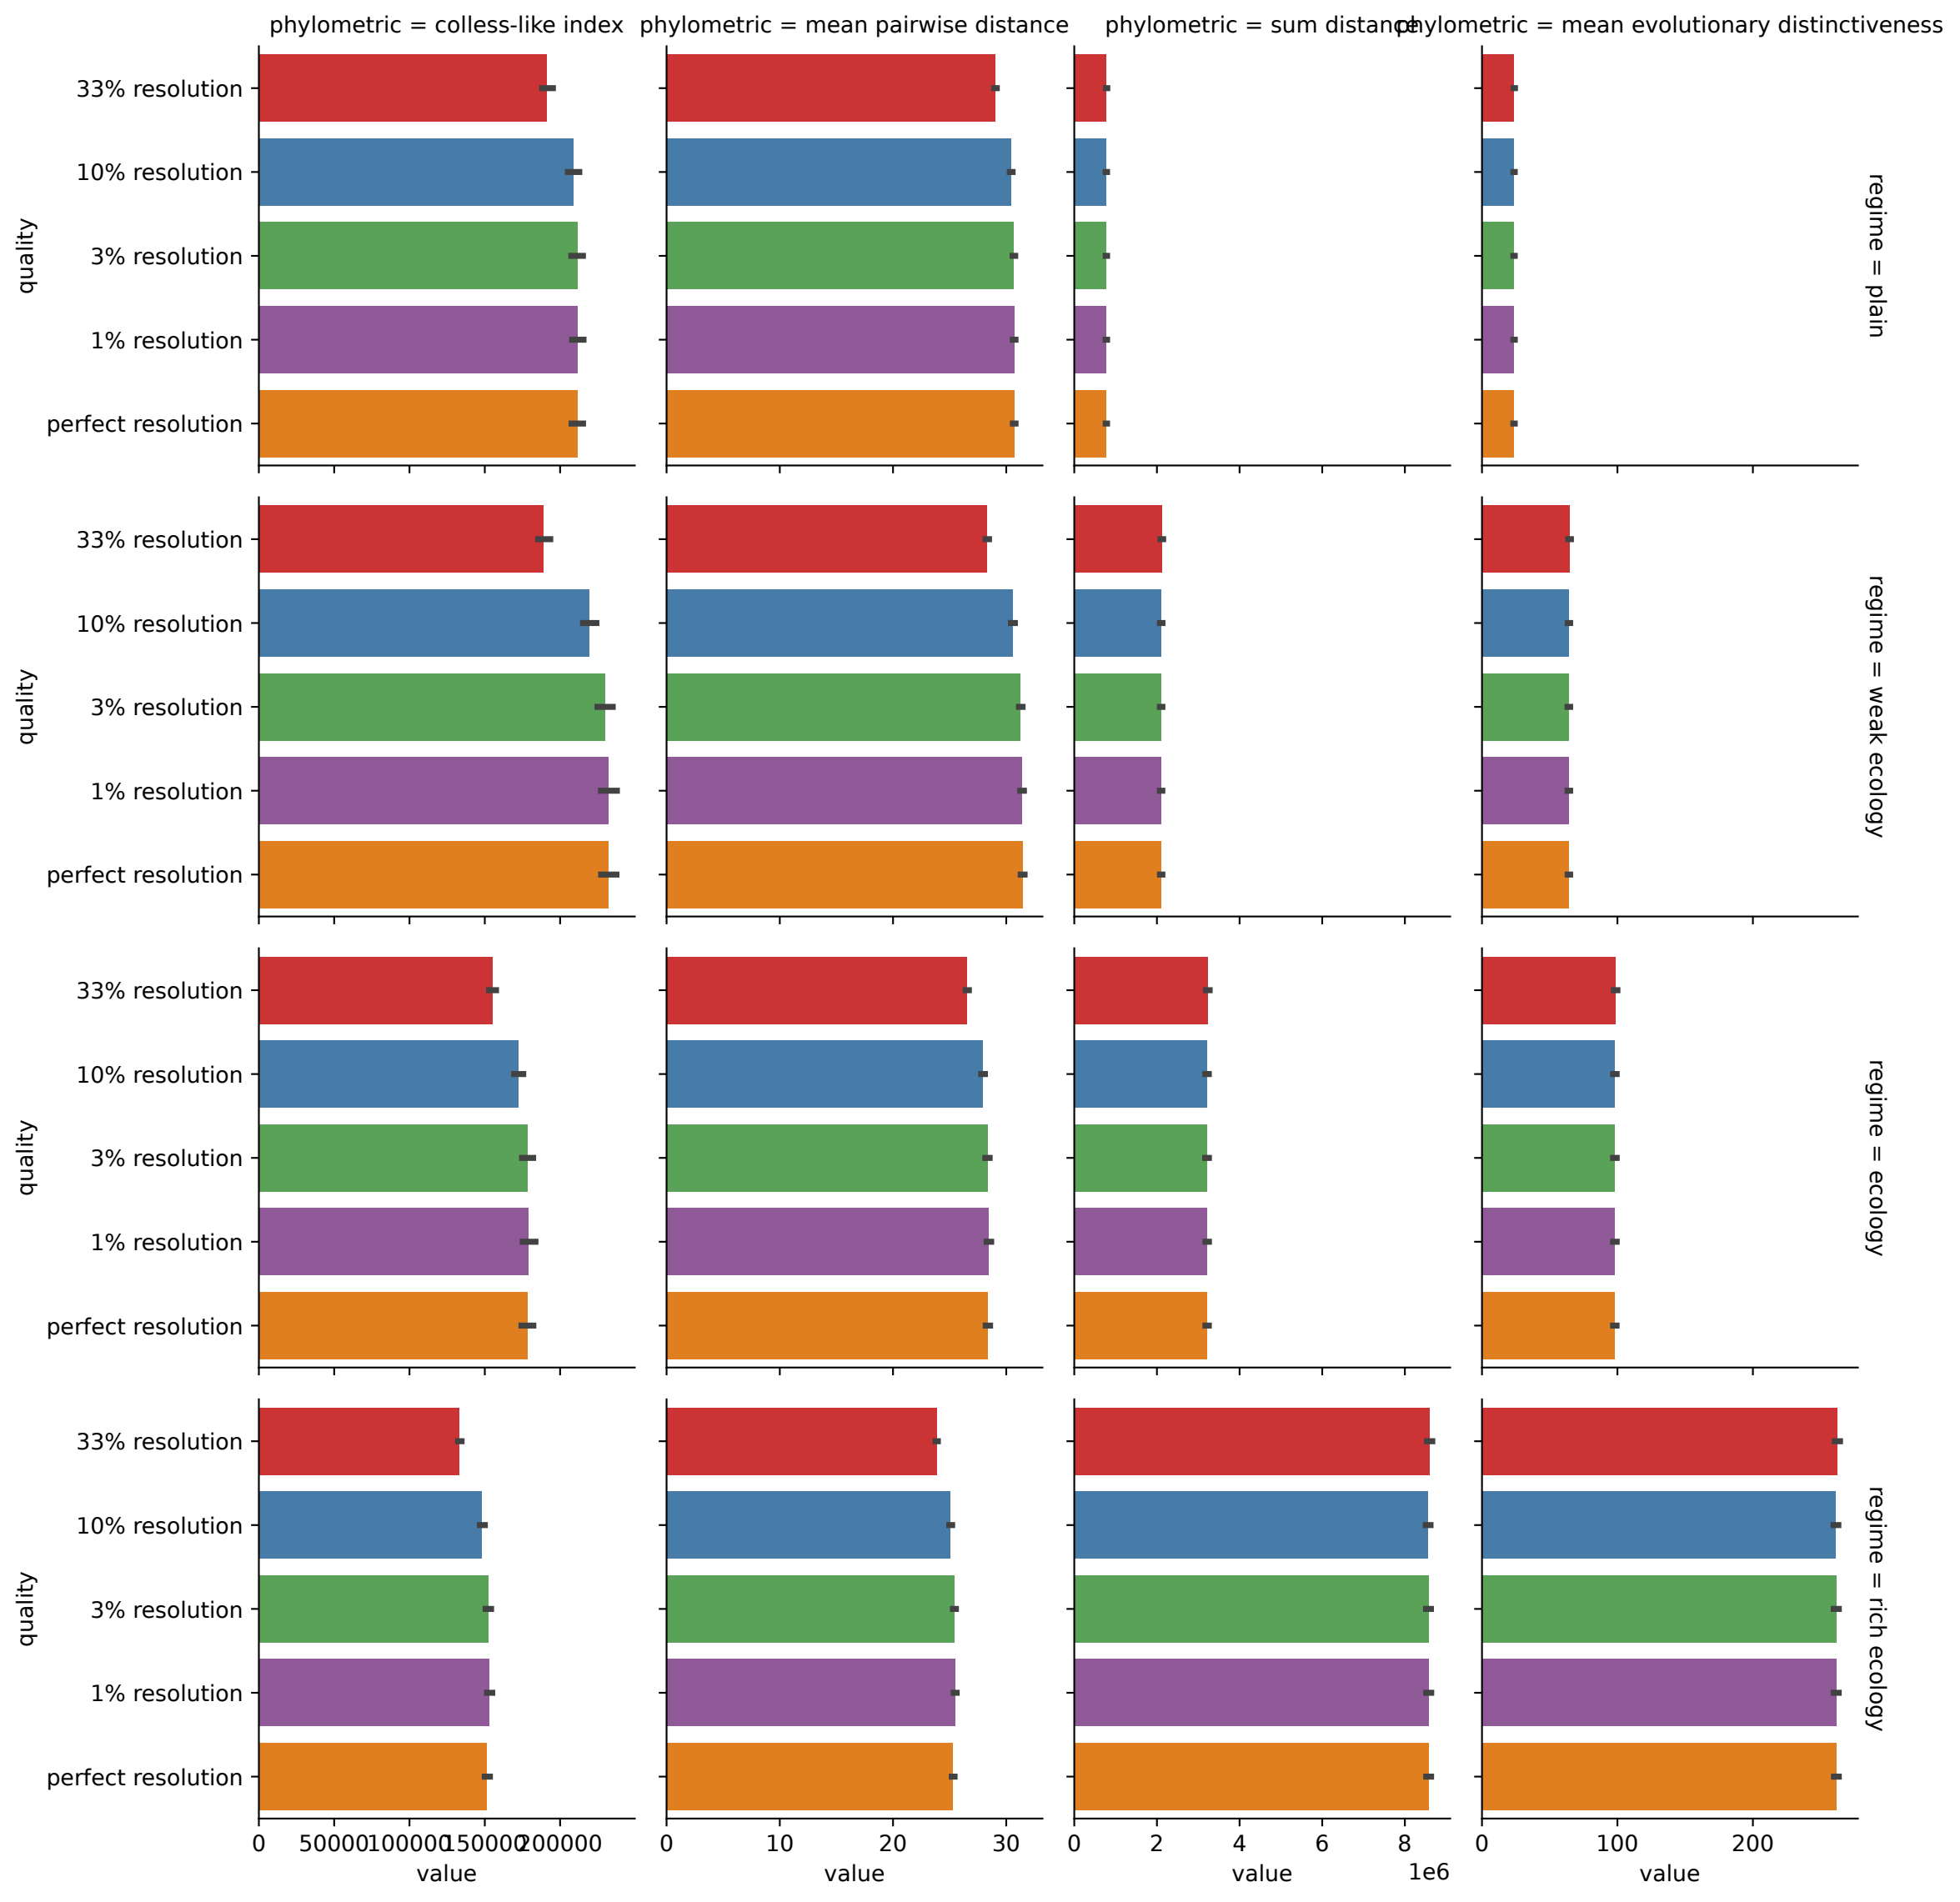 phylometric = colless-like index
phylometric = mean pairwise distance
phylometric = sum distance
phylometric = mean evolutionary distinctiveness
quality
33% resolution
10% resolution
3% resolution
1% resolution
perfect resolution
regime = plain
quality
33% resolution
10% resolution
3% resolution
1% resolution
perfect resolution
regime = weak ecology
quality
33% resolution
10% resolution
3% resolution
1% resolution
perfect resolution
regime = ecology
quality
33% resolution
10% resolution
3% resolution
1% resolution
perfect resolution
regime = rich ecology
0 50000 100000 150000 200000
value
0 10 20 30
value
0 2 4 6 8
1e6
value
0 100 200
value